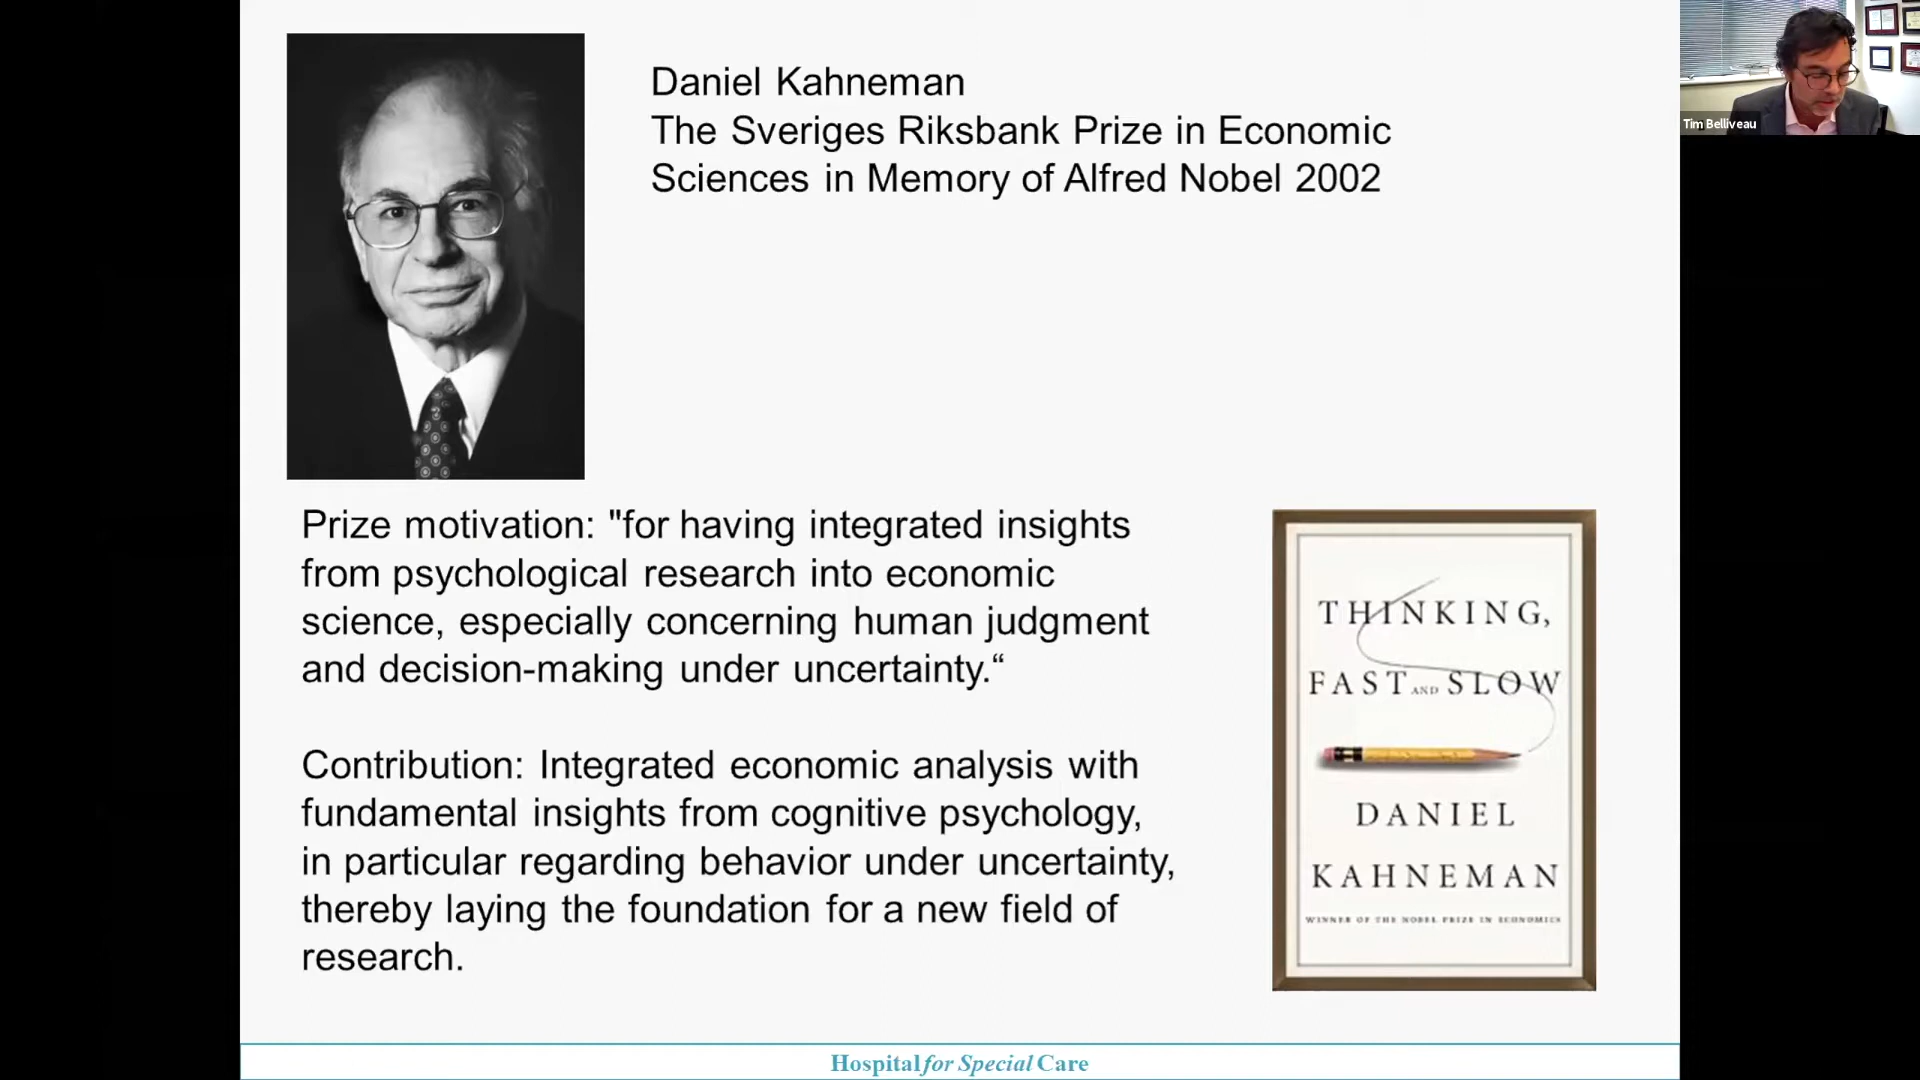 Daniel Kahneman
The Sveriges Riksbank Prize in Economic
Sciences in Memory of Alfred Nobel 2002
Tim Belliveau
Prize motivation: "for having integrated insights
from psychological research into economic
science, especially concerning human judgment
and decision-making under uncertainty.“
Contribution: Integrated economic analysis with
fundamental insights from cognitive psychology,
in particular regarding behavior under uncertainty,
thereby laying the foundation for a new field of
research.
THINKING,
FAST AND SLOW
DANIEL
KAHNEMAN
WINNER OF THE NOBEL PRIZE IN ECONOMICS
Hospital for Special Care